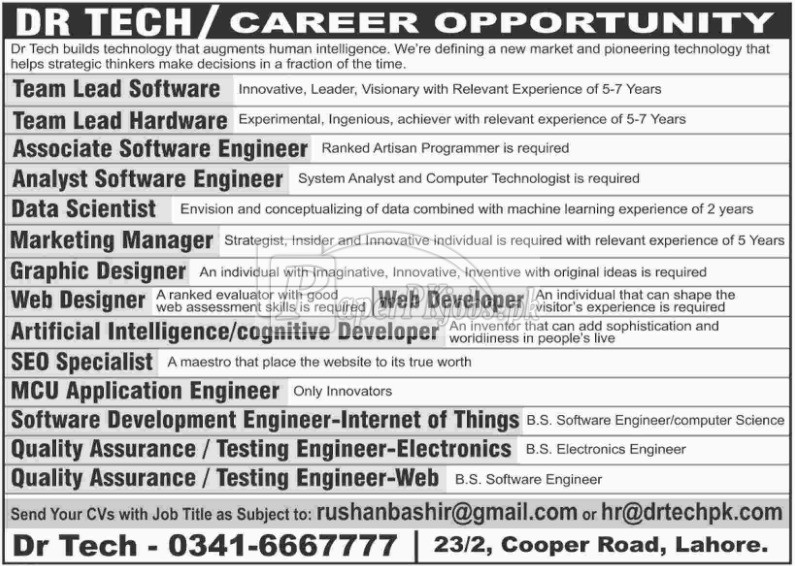 DR TECH/ CAREER OPPORTUNITY
Dr Tech builds technology that augments human intelligence. We're defining a new market and pioneering technology that
helps strategic thinkers make decisions in a fraction of the time.
Team Lead Software Innovative, Leader, Visionary with Relevant Experience of 5-7 Years
Team Lead Hardware Experimental, Ingenious, achiever with relevant experience of 5-7 Years
Associate Software Engineer Ranked Artisan Programmer is required
Analyst Software Engineer System Analyst and Computer Technologist is required
Data Scientist Envision and conceptualizing of data combined with machine learning experience of 2 years
Marketing Manager Strategist, Insider and Innovative individual is required with relevant experience of 5 Years
Graphic Designer An individual with imaginative, Innovative, Inventive with original ideas is required
Web Designer A ranked evaluator with good
web assessment skills is required
Web Developer An individual that can shape the
visitor's experience is required
PaperPKjobs.pk
Artificial Intelligence/cognitive Developer An inventor that can add sophistication and
worldiness in people's live
SEO Specialist A maestro that place the website to its true worth
MCU Application Engineer Only Innovators
Software Development Engineer-Internet of Things B.S. Software Engineer/computer Science
Quality Assurance / Testing Engineer-Electronics B.S. Electronics Engineer
Quality Assurance / Testing Engineer-Web B.S. Software Engineer
Send Your CVs with Job Title as Subject to: rushanbashir@gmail.com or hr@drtechpk.com
Dr Tech - 0341-6667777 | 23/2, Cooper Road, Lahore.